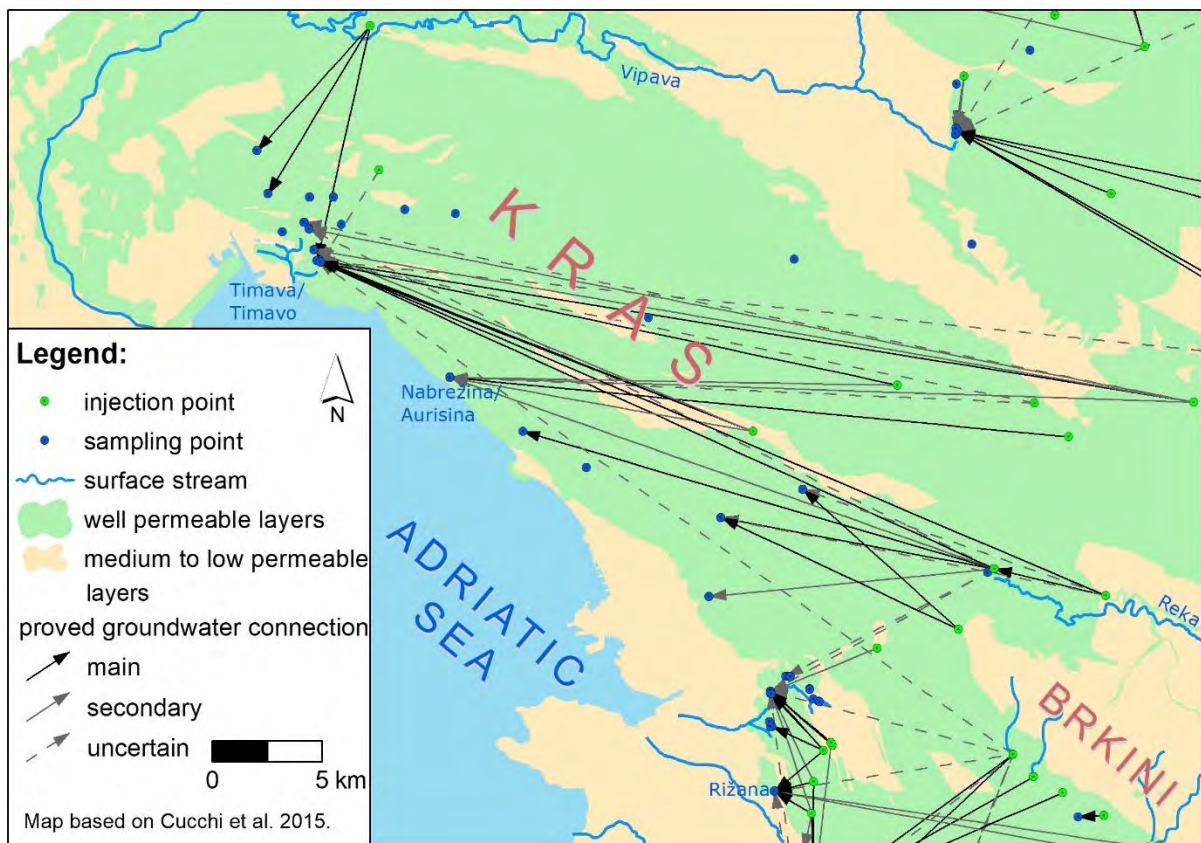 Vipava
K R A S
Timava/
Timavo
Nabrežina/
Aurisina
ADRIATIC
SEA
Reka
BRKINI
Rižana
Legend:
N
injection point
sampling point
surface stream
well permeable layers
medium to low permeable
layers
proved groundwater connection
main
secondary
uncertain
0 5 km
Map based on Cucchi et al. 2015.